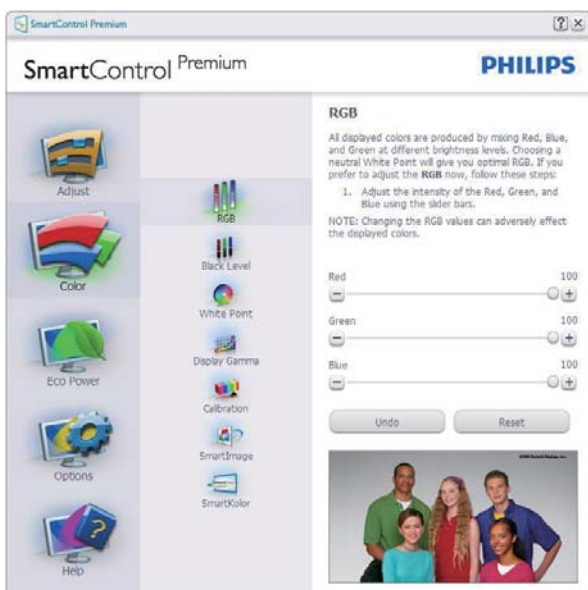 SmartControl Premium
SmartControl Premium
PHILIPS
Adjust
Color
Eco Power
Options
Help
RGB
Black Level
White Point
Display Gamma
Calibration
SmartImage
SmartKolor
RGB
All displayed colors are produced by mixing Red, Blue,
and Green at different brightness levels. Choosing a
neutral White Point will give you optimal RGB. If you
prefer to adjust the RGB now, follow these steps:
1. Adjust the intensity of the Red, Green, and
Blue using the slider bars.
NOTE: Changing the RGB values can adversely effect
the displayed colors.
Red 100
Green 100
Blue 100
Undo Reset